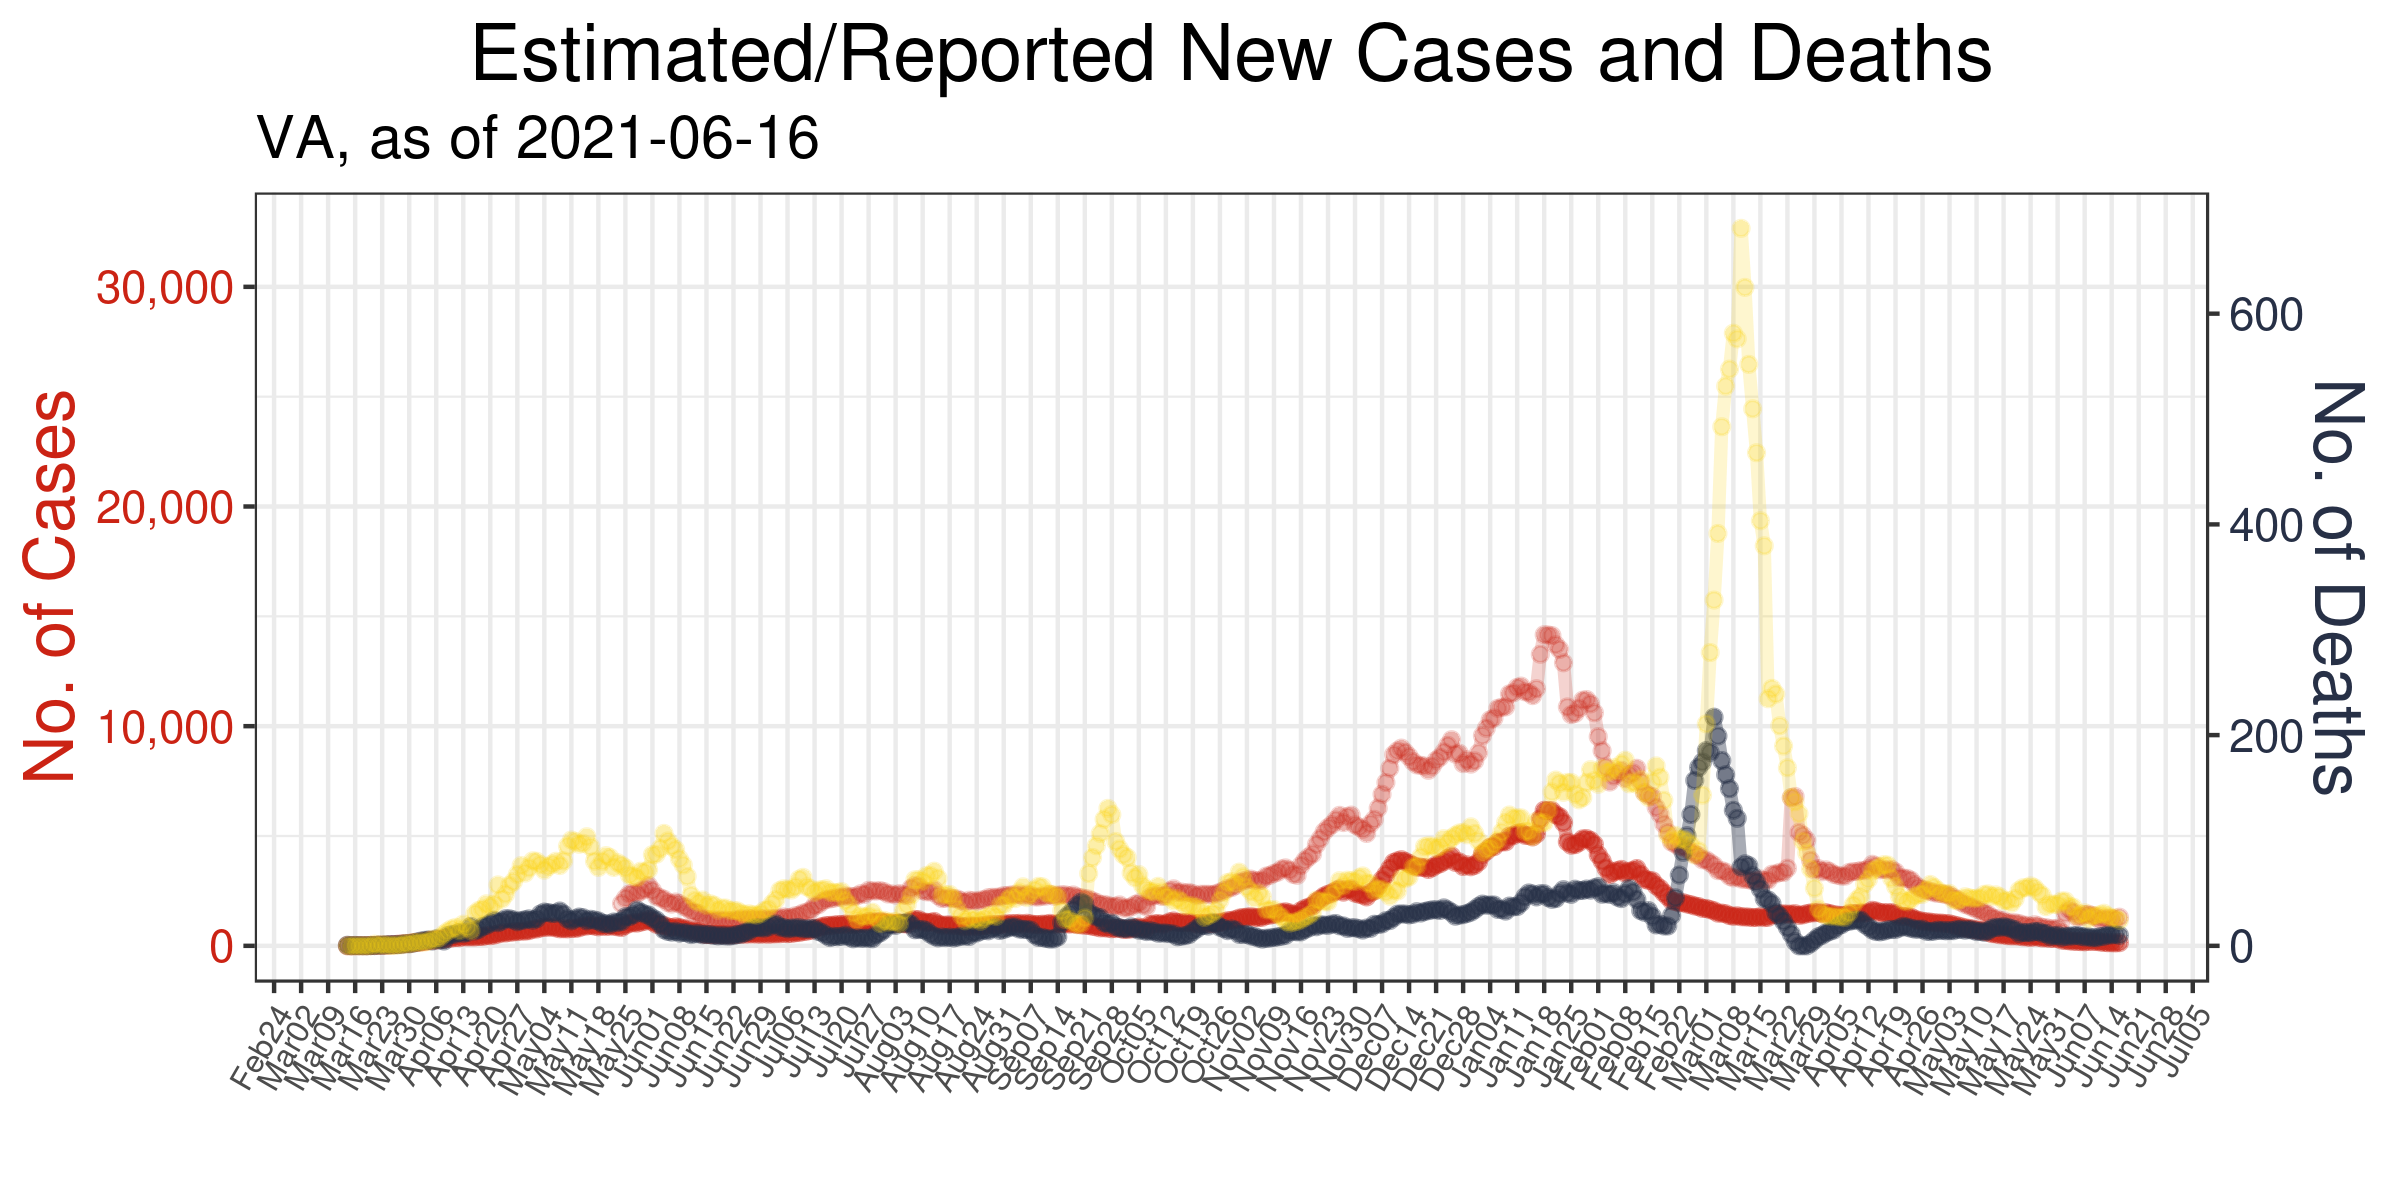 Estimated/Reported New Cases and Deaths
VA, as of 2021-06-16
No. of Cases
30,000
20,000
10,000
0
600
400
200
0
No. of Deaths
Feb24
Mar02
Mar09
Mar16
Mar23
Mar30
Apr06
Apr13
Apr20
Apr27
May04
May11
May18
May25
Jun01
Jun08
Jun15
Jun22
Jun29
Jul06
Jul13
Jul20
Jul27
Aug03
Aug10
Aug17
Aug24
Aug31
Sep07
Sep14
Sep21
Sep28
Oct05
Oct12
Oct19
Oct26
Nov02
Nov09
Nov16
Nov23
Nov30
Dec07
Dec14
Dec21
Dec28
Jan04
Jan11
Jan18
Jan25
Feb01
Feb08
Feb15
Feb22
Mar01
Mar08
Mar15
Mar22
Mar29
Apr05
Apr12
Apr19
Apr26
May03
May10
May17
May24
May31
Jun07
Jun14
Jun21
Jun28
Jul05